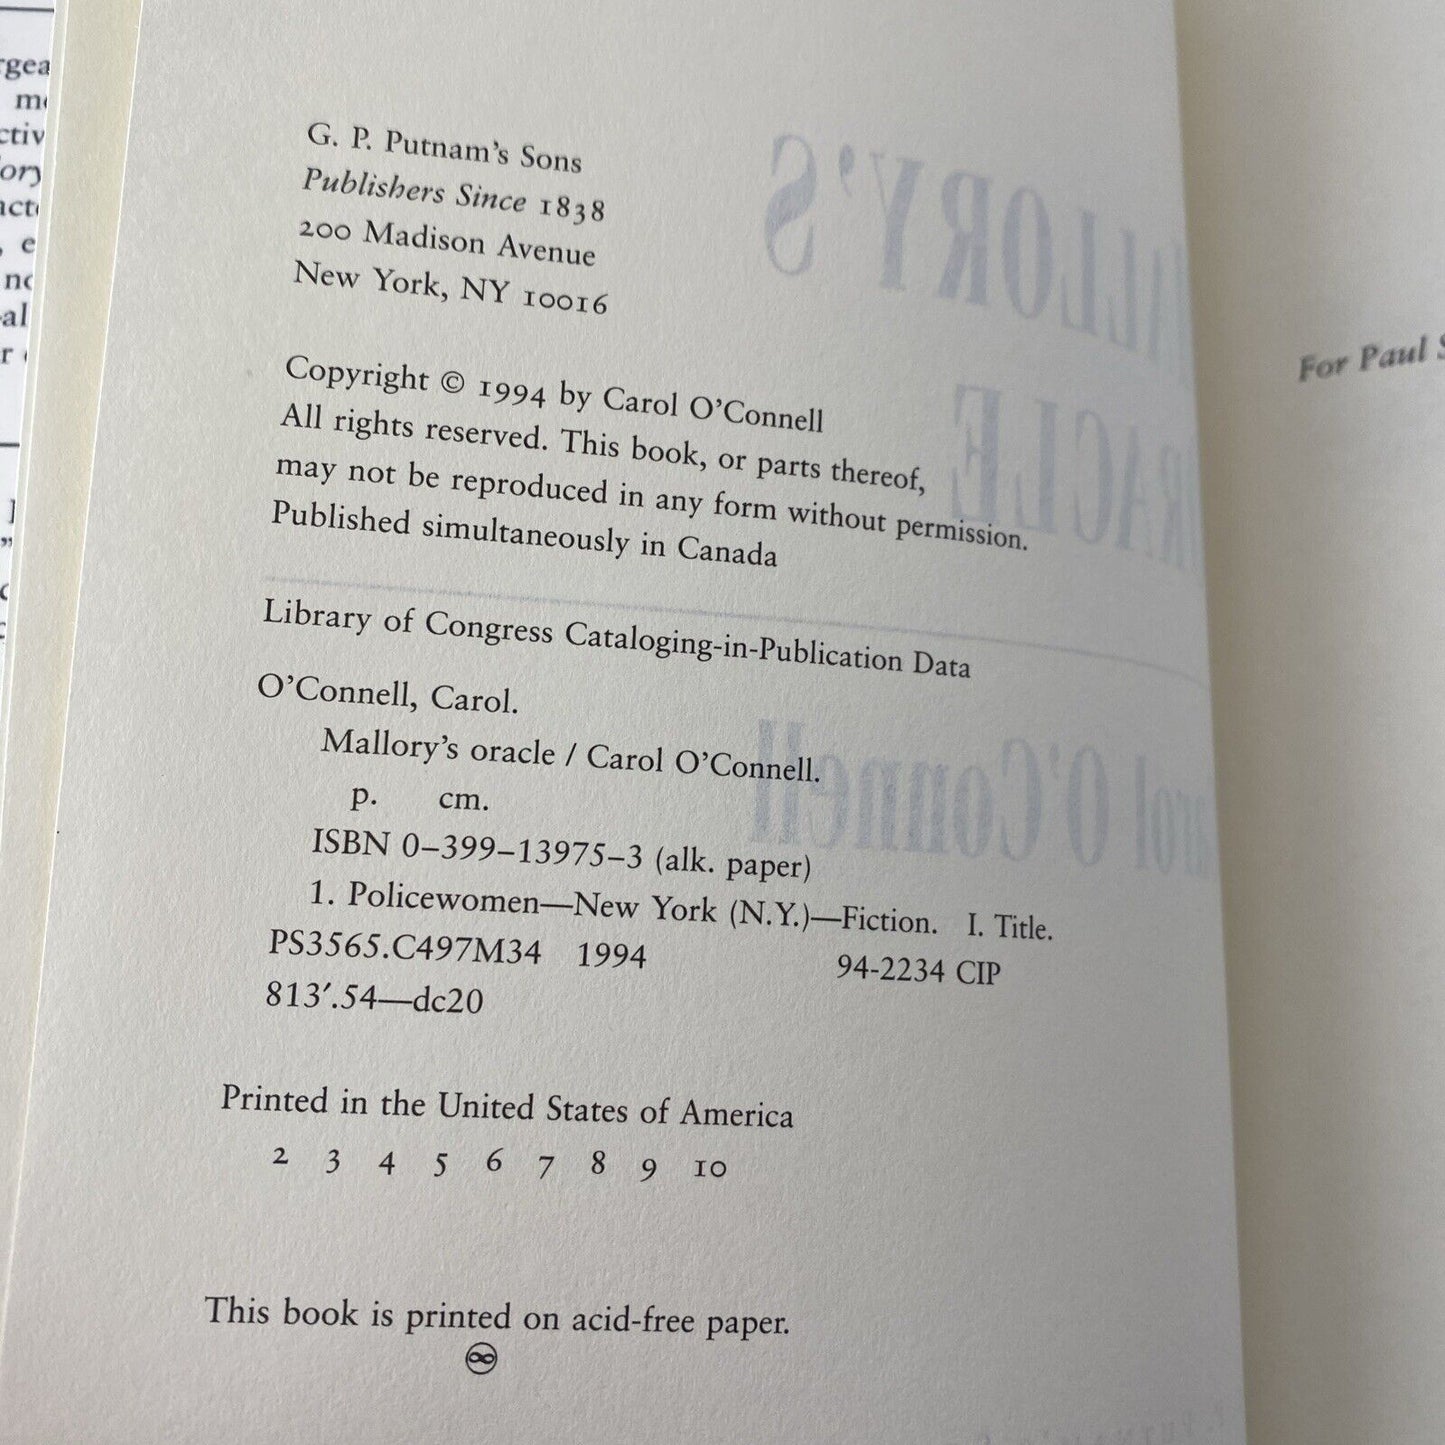 G. P. Putnam's Sons
Publishers Since 1838
200 Madison Avenue
New York, NY 10016
Copyright © 1994 by Carol O'Connell
All rights reserved. This book, or parts thereof,
may not be reproduced in any form without permission.
Published simultaneously in Canada
Library of Congress Cataloging-in-Publication Data
O'Connell, Carol.
Mallory's oracle / Carol O'Connell.
p. cm.
ISBN 0–399–13975–3 (alk. paper)
1. Policewomen—New York (N.Y.)—Fiction. I. Title.
PS3565.C497M34 1994 94-2234 CIP
813′.54—dc20
Printed in the United States of America
2 3 4 5 6 7 8 9 10
This book is printed on acid-free paper.
For Paul